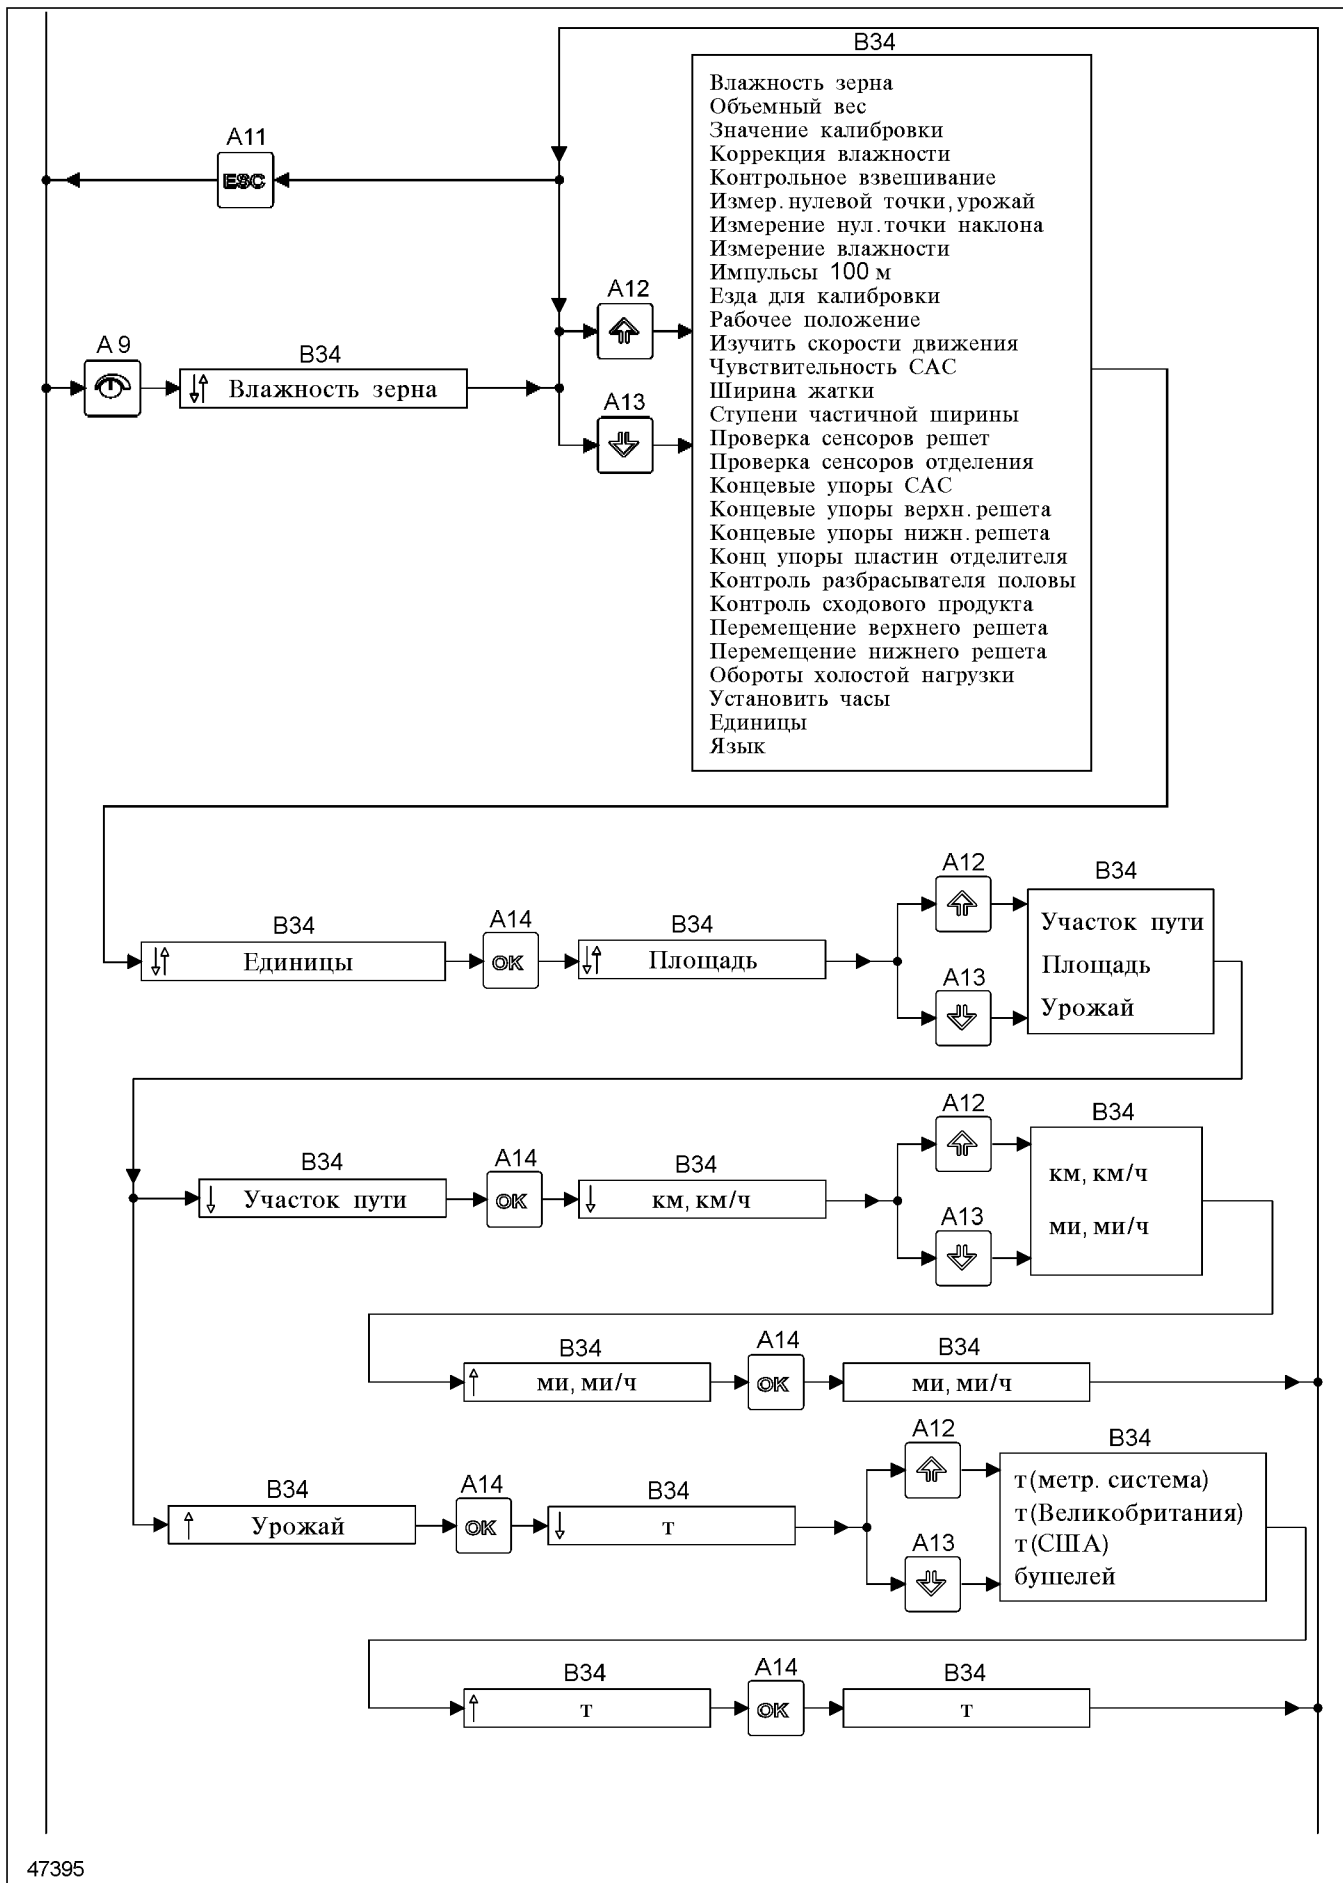 B34
Влажность зерна
Объемный вес
Значение калибровки
Коррекция влажности
Контрольное взвешивание
Измер.нулевой точки,урожай
Измерение нул.точки наклона
Измерение влажности
Импульсы 100 м
Езда для калибровки
Рабочее положение
Изучить скорости движения
Чувствительность САС
Ширина жатки
Ступени частичной ширины
Проверка сенсоров решет
Проверка сенсоров отделения
Концевые упоры САС
Концевые упоры верхн.решета
Концевые упоры нижн.решета
Конц упоры пластин отделителя
Контроль разбрасывателя половы
Контроль сходового продукта
Перемещение верхнего решета
Перемещение нижнего решета
Обороты холостой нагрузки
Установить часы
Единицы
Язык
A11
ESC
A12
A9
B34
Влажность зерна
A13
A12
B34
Участок пути
Площадь
Урожай
B34
Единицы
A14
OK
B34
Площадь
A13
A12
B34
км, км/ч
ми, ми/ч
B34
Участок пути
A14
OK
B34
км, км/ч
A13
B34
ми, ми/ч
A14
OK
B34
ми, ми/ч
A12
B34
т(метр. система)
т(Великобритания)
т(США)
бушелей
B34
Урожай
A14
OK
B34
т
A13
B34
т
A14
OK
B34
т
47395